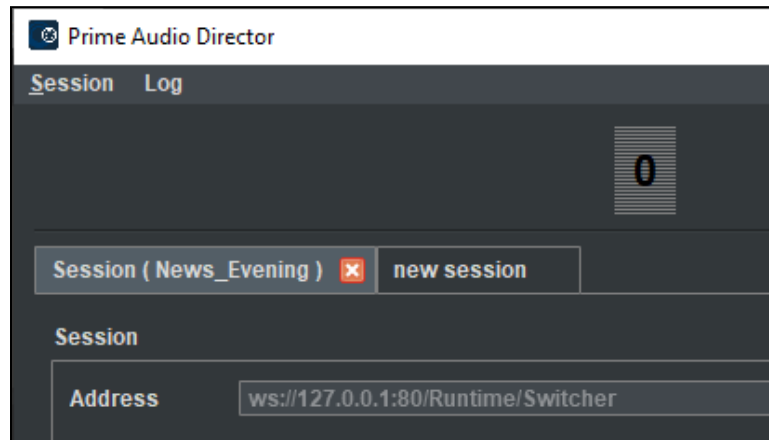 Prime Audio Director
Session Log
0
Session ( News_Evening ) new session
Session
Address ws://127.0.0.1:80/Runtime/Switcher